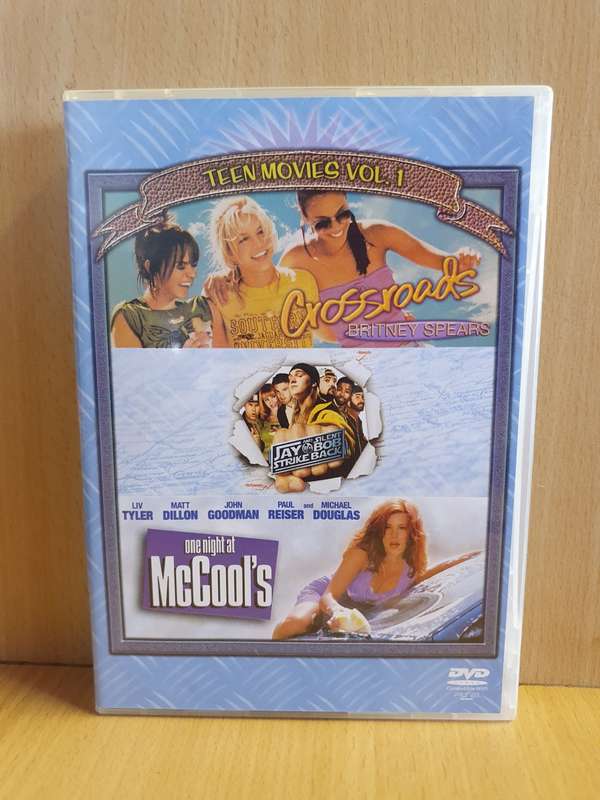 TEEN MOVIES VOL. 1
Crossroads
BRITNEY SPEARS
SOUTH
JAY AND SILENT BOB
STRIKE BACK
LIV TYLER MATT DILLON JOHN GOODMAN PAUL REISER and MICHAEL DOUGLAS
one night at
McCool's
DVD